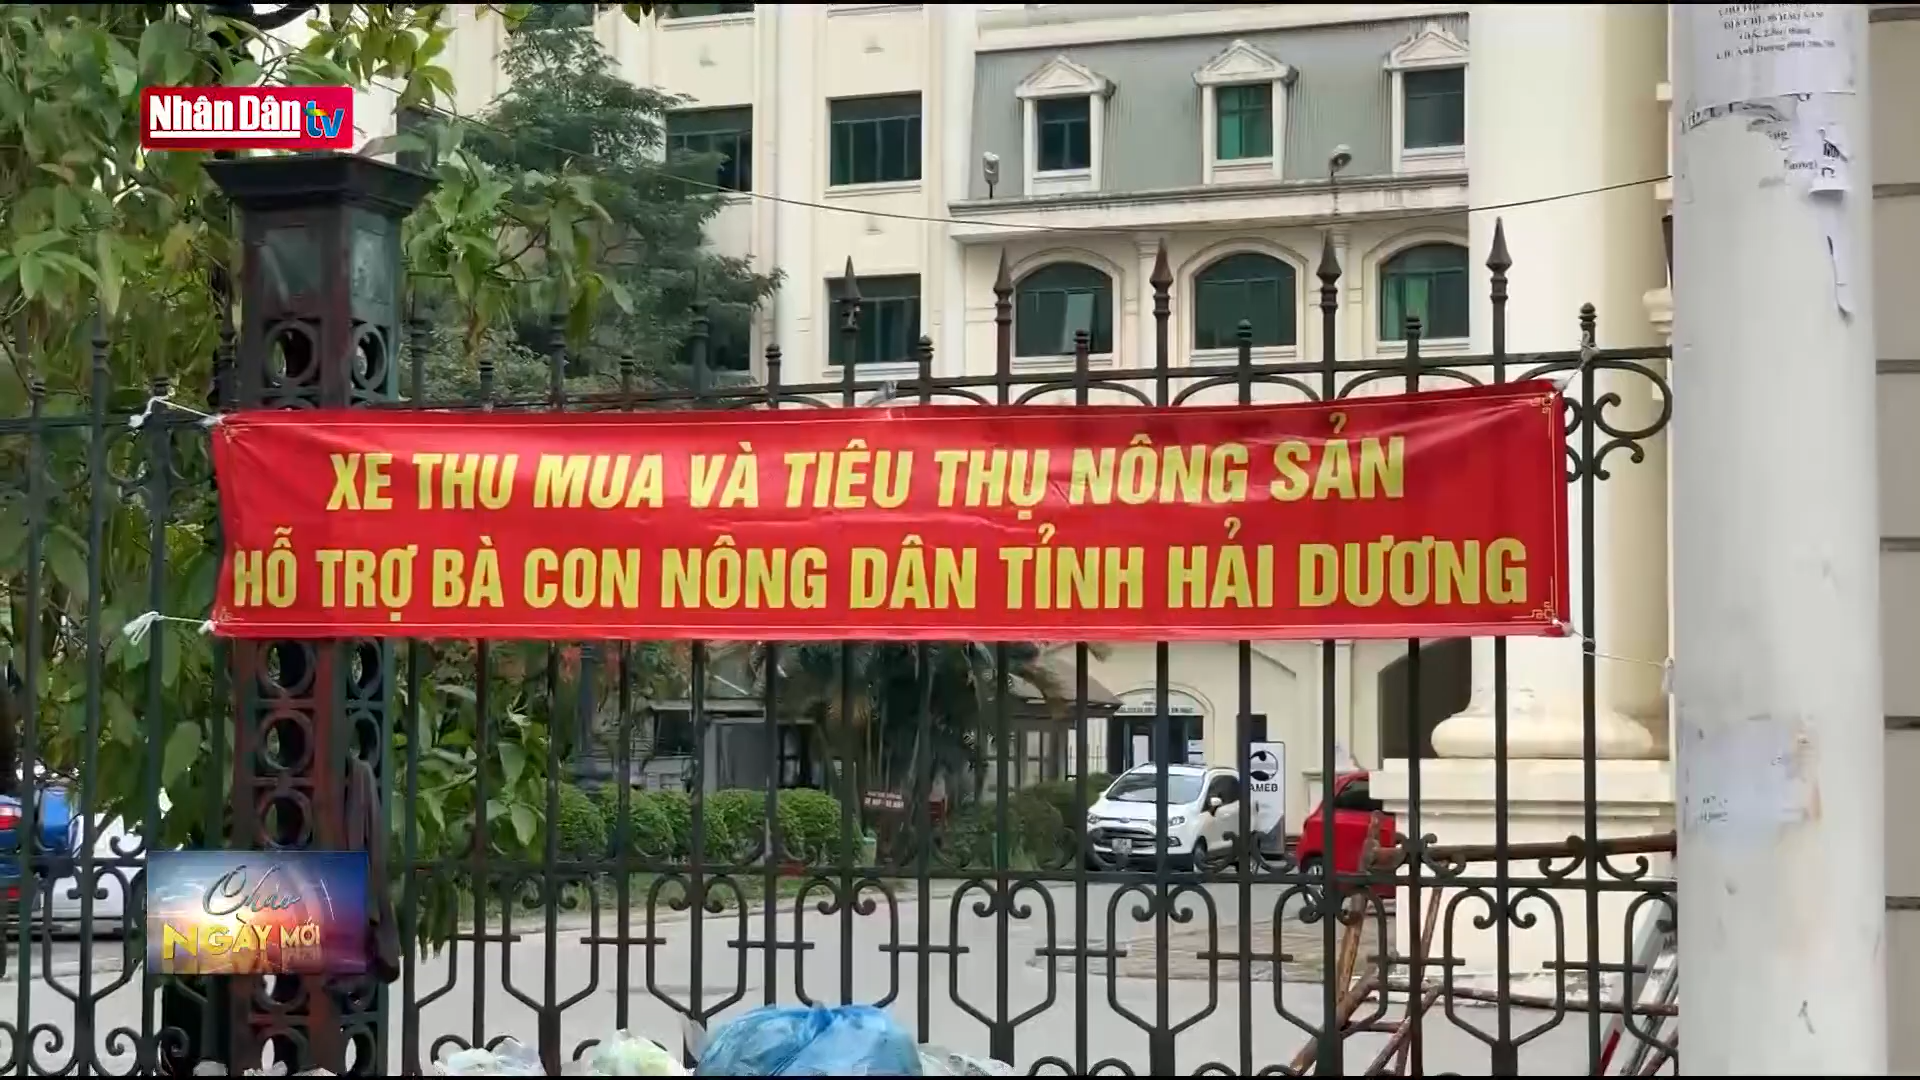 Nhân Dân tv
XE THU MUA VÀ TIÊU THỤ NÔNG SẢN
HỖ TRỢ BÀ CON NÔNG DÂN TỈNH HẢI DƯƠNG
AMED
Chào
NGÀY MỚI